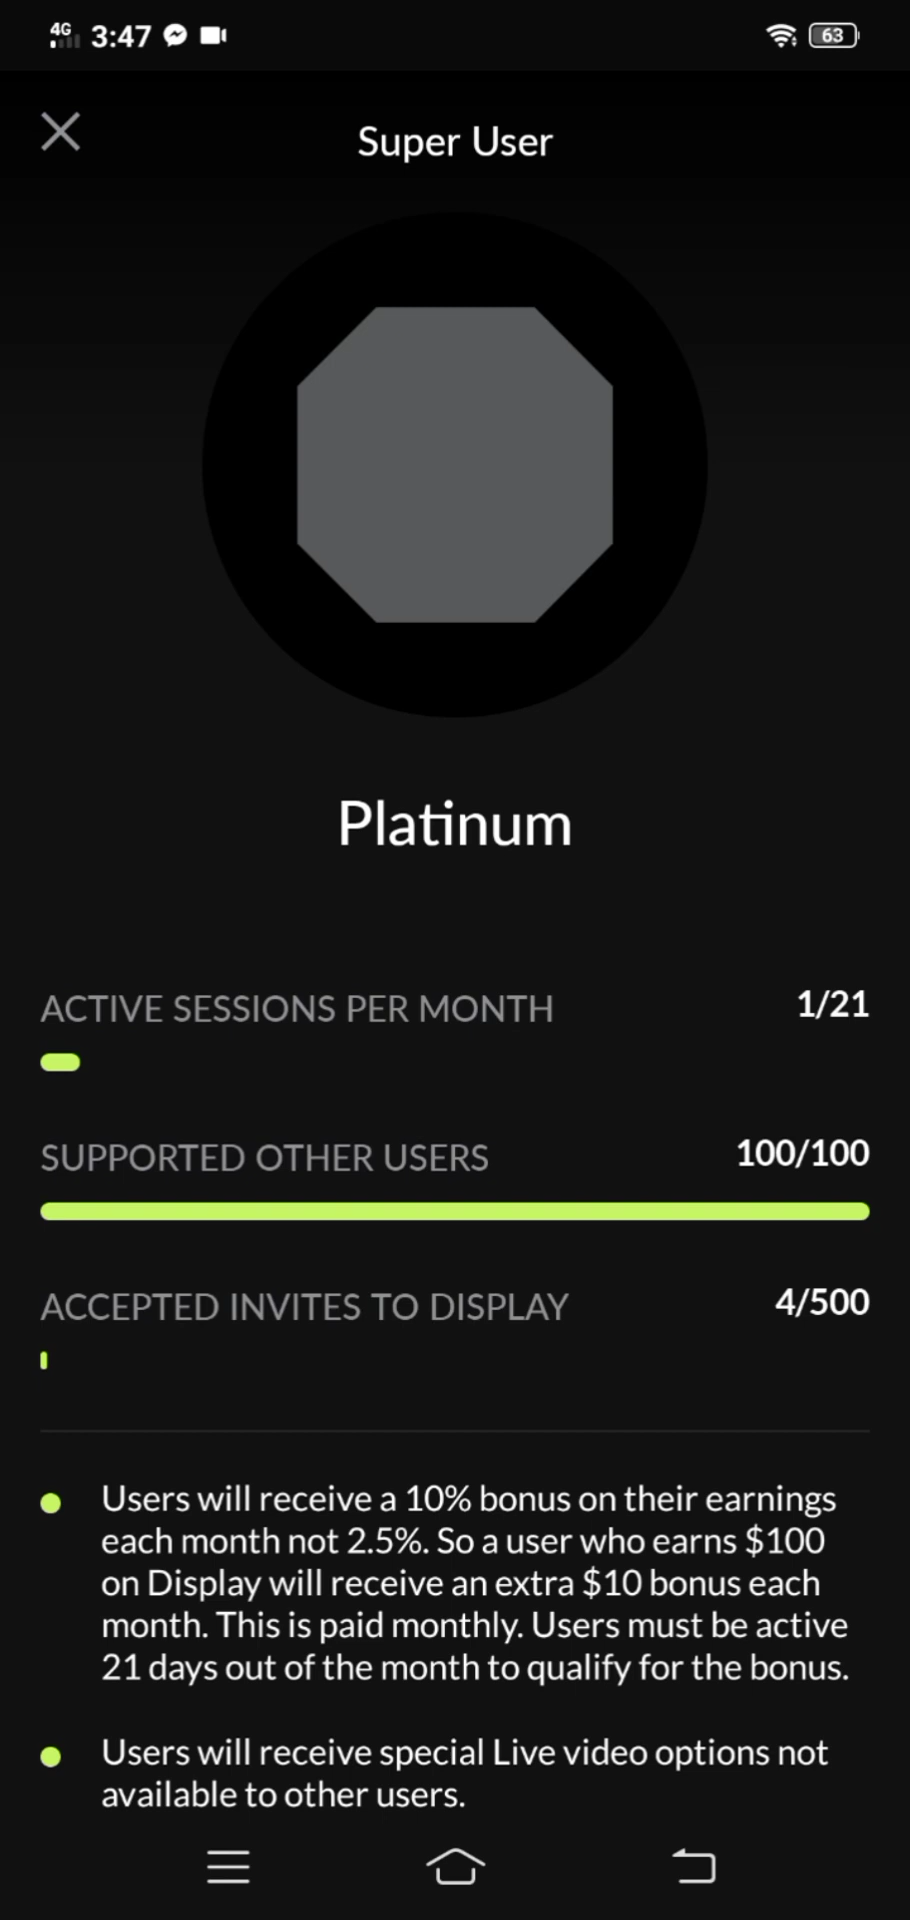 4G 3:47 63
Super User
Platinum
ACTIVE SESSIONS PER MONTH 1/21
SUPPORTED OTHER USERS 100/100
ACCEPTED INVITES TO DISPLAY 4/500
Users will receive a 10% bonus on their earnings
each month not 2.5%. So a user who earns $100
on Display will receive an extra $10 bonus each
month. This is paid monthly. Users must be active
21 days out of the month to qualify for the bonus.
Users will receive special Live video options not
available to other users.